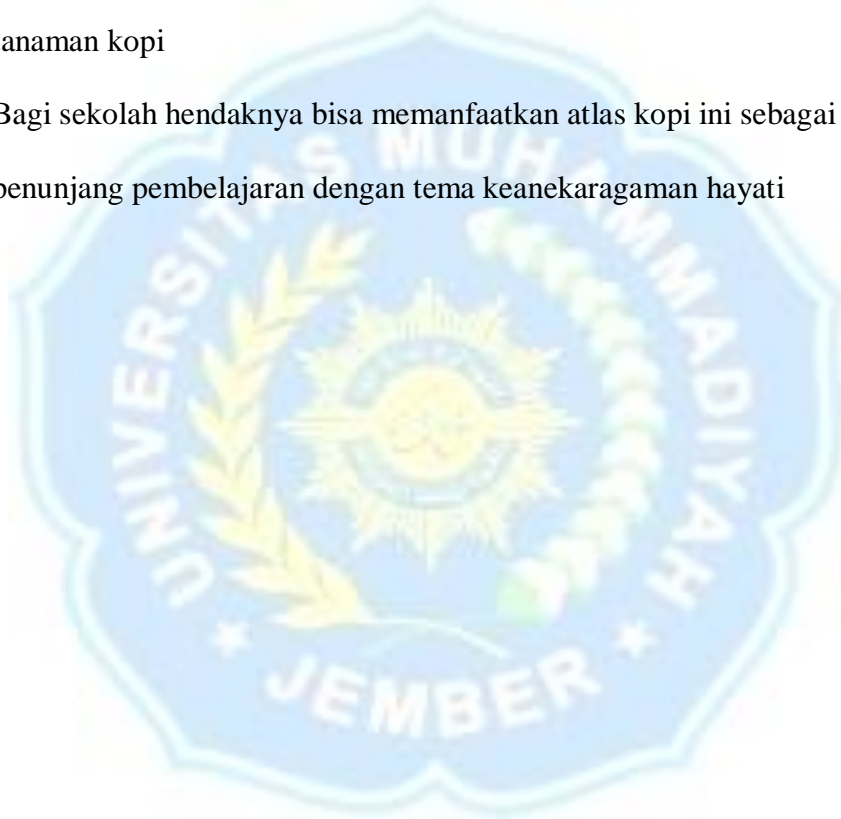 anaman kopi
Bagi sekolah hendaknya bisa memanfaatkan atlas kopi ini sebagai
penunjang pembelajaran dengan tema keanekaragaman hayati
UNIVERSITAS MUHAMMADIYAH
JEMBER